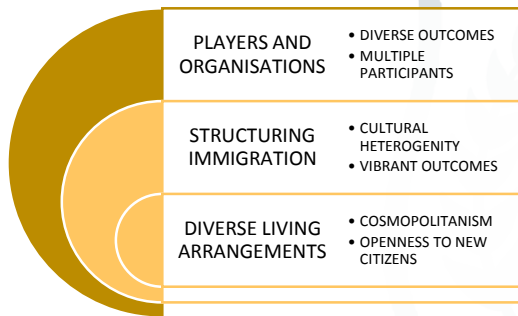 PLAYERS AND
ORGANISATIONS
• DIVERSE OUTCOMES
• MULTIPLE
PARTICIPANTS
STRUCTURING
IMMIGRATION
• CULTURAL
HETEROGENITY
• VIBRANT OUTCOMES
DIVERSE LIVING
ARRANGEMENTS
• COSMOPOLITANISM
• OPENNESS TO NEW
CITIZENS